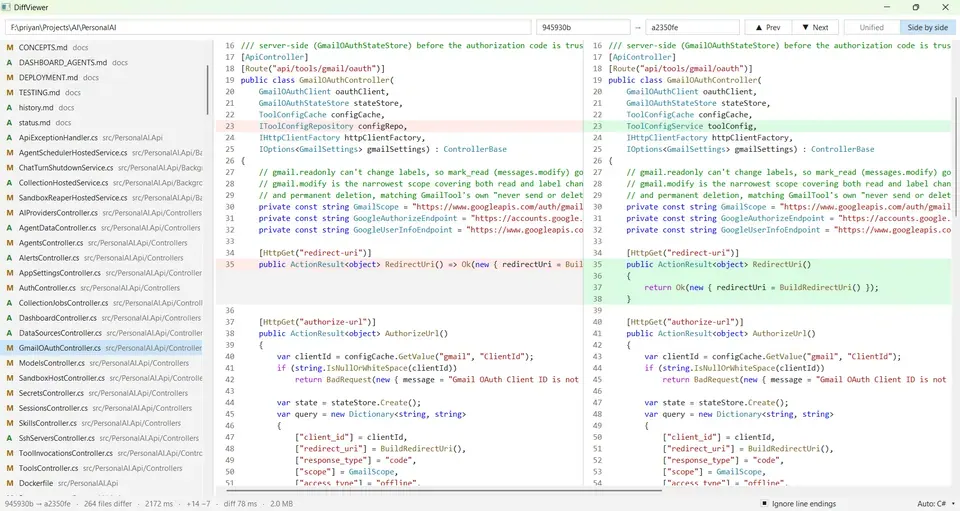 DiffViewer
F:\priyan\Projects\AI\PersonalAI
945930b → a2350fe
▲ Prev ▼ Next Unified Side by side
M CONCEPTS.md docs
A DASHBOARD_AGENTS.md docs
M DEPLOYMENT.md docs
M TESTING.md docs
A history.md docs
A status.md docs
A ApiExceptionHandler.cs src/PersonalAI.Api
M AgentSchedulerHostedService.cs src/PersonalAI.Api/Ba
M ChatTurnShutdownService.cs src/PersonalAI.Api/Backgr
A CollectionHostedService.cs src/PersonalAI.Api/Backgrc
M SandboxReaperHostedService.cs src/PersonalAI.Api/Ba
M AIProvidersController.cs src/PersonalAI.Api/Controllers
A AgentDataController.cs src/PersonalAI.Api/Controllers
M AgentsController.cs src/PersonalAI.Api/Controllers
A AlertsController.cs src/PersonalAI.Api/Controllers
M AppSettingsController.cs src/PersonalAI.Api/Controllers
M AuthController.cs src/PersonalAI.Api/Controllers
A CollectionJobsController.cs src/PersonalAI.Api/Controll
A DashboardController.cs src/PersonalAI.Api/Controllers
A DataSourcesController.cs src/PersonalAI.Api/Controller
M GmailOAuthController.cs src/PersonalAI.Api/Controller
M ModelsController.cs src/PersonalAI.Api/Controllers
M SandboxHostController.cs src/PersonalAI.Api/Controlle
M SecretsController.cs src/PersonalAI.Api/Controllers
M SessionsController.cs src/PersonalAI.Api/Controllers
M SkillsController.cs src/PersonalAI.Api/Controllers
M SshServersController.cs src/PersonalAI.Api/Controllers
M ToolInvocationsController.cs src/PersonalAI.Api/Contro
M ToolsController.cs src/PersonalAI.Api/Controllers
M Dockerfile src/PersonalAI.Api
16 /// server-side (GmailOAuthStateStore) before the authorization code is trus
17 [ApiController]
18 [Route("api/tools/gmail/oauth")]
19 public class GmailOAuthController(
20 GmailOAuthClient oauthClient,
21 GmailOAuthStateStore stateStore,
22 ToolConfigCache configCache,
23 IToolConfigRepository configRepo,
24 IHttpClientFactory httpClientFactory,
25 IOptions<GmailSettings> gmailSettings) : ControllerBase
26 {
27 // gmail.readonly can't change labels, so mark_read (messages.modify) go
28 // gmail.modify is the narrowest scope covering both read and label chan
29 // and permanent deletion, matching GmailTool's own "never send or delet
30 private const string GmailScope = "https://www.googleapis.com/auth/gmail
31 private const string GoogleAuthorizeEndpoint = "https://accounts.google.
32 private const string GoogleUserInfoEndpoint = "https://www.googleapis.co
33
34 [HttpGet("redirect-uri")]
35 public ActionResult<object> RedirectUri() => Ok(new { redirectUri = Buil
36
37 [HttpGet("authorize-url")]
38 public ActionResult<object> AuthorizeUrl()
39 {
40 var clientId = configCache.GetValue("gmail", "ClientId");
41 if (string.IsNullOrWhiteSpace(clientId))
42 return BadRequest(new { message = "Gmail OAuth Client ID is not
43
44 var state = stateStore.Create();
45 var query = new Dictionary<string, string>
46 {
47 ["client_id"] = clientId,
48 ["redirect_uri"] = BuildRedirectUri(),
49 ["response_type"] = "code",
50 ["scope"] = GmailScope,
51 ["access_type"] = "offline",
16 /// server-side (GmailOAuthStateStore) before the authorization code is trus
17 [ApiController]
18 [Route("api/tools/gmail/oauth")]
19 public class GmailOAuthController(
20 GmailOAuthClient oauthClient,
21 GmailOAuthStateStore stateStore,
22 ToolConfigCache configCache,
23 ToolConfigService toolConfig,
24 IHttpClientFactory httpClientFactory,
25 IOptions<GmailSettings> gmailSettings) : ControllerBase
26 {
27 // gmail.readonly can't change labels, so mark_read (messages.modify) go
28 // gmail.modify is the narrowest scope covering both read and label chan
29 // and permanent deletion, matching GmailTool's own "never send or delet
30 private const string GmailScope = "https://www.googleapis.com/auth/gmail
31 private const string GoogleAuthorizeEndpoint = "https://accounts.google.
32 private const string GoogleUserInfoEndpoint = "https://www.googleapis.co
33
34 [HttpGet("redirect-uri")]
35 public ActionResult<object> RedirectUri()
36 {
37 return Ok(new { redirectUri = BuildRedirectUri() });
38 }
39
40 [HttpGet("authorize-url")]
41 public ActionResult<object> AuthorizeUrl()
42 {
43 var clientId = configCache.GetValue("gmail", "ClientId");
44 if (string.IsNullOrWhiteSpace(clientId))
45 return BadRequest(new { message = "Gmail OAuth Client ID is not
46
47 var state = stateStore.Create();
48 var query = new Dictionary<string, string>
49 {
50 ["client_id"] = clientId,
51 ["redirect_uri"] = BuildRedirectUri(),
52 ["response_type"] = "code",
53 ["scope"] = GmailScope,
54 ["access_type"] = "offline",
945930b → a2350fe · 264 files differ · 2172 ms · +14 −7 · diff 78 ms · 2.0 MB
Ignore line endings
Auto: C#